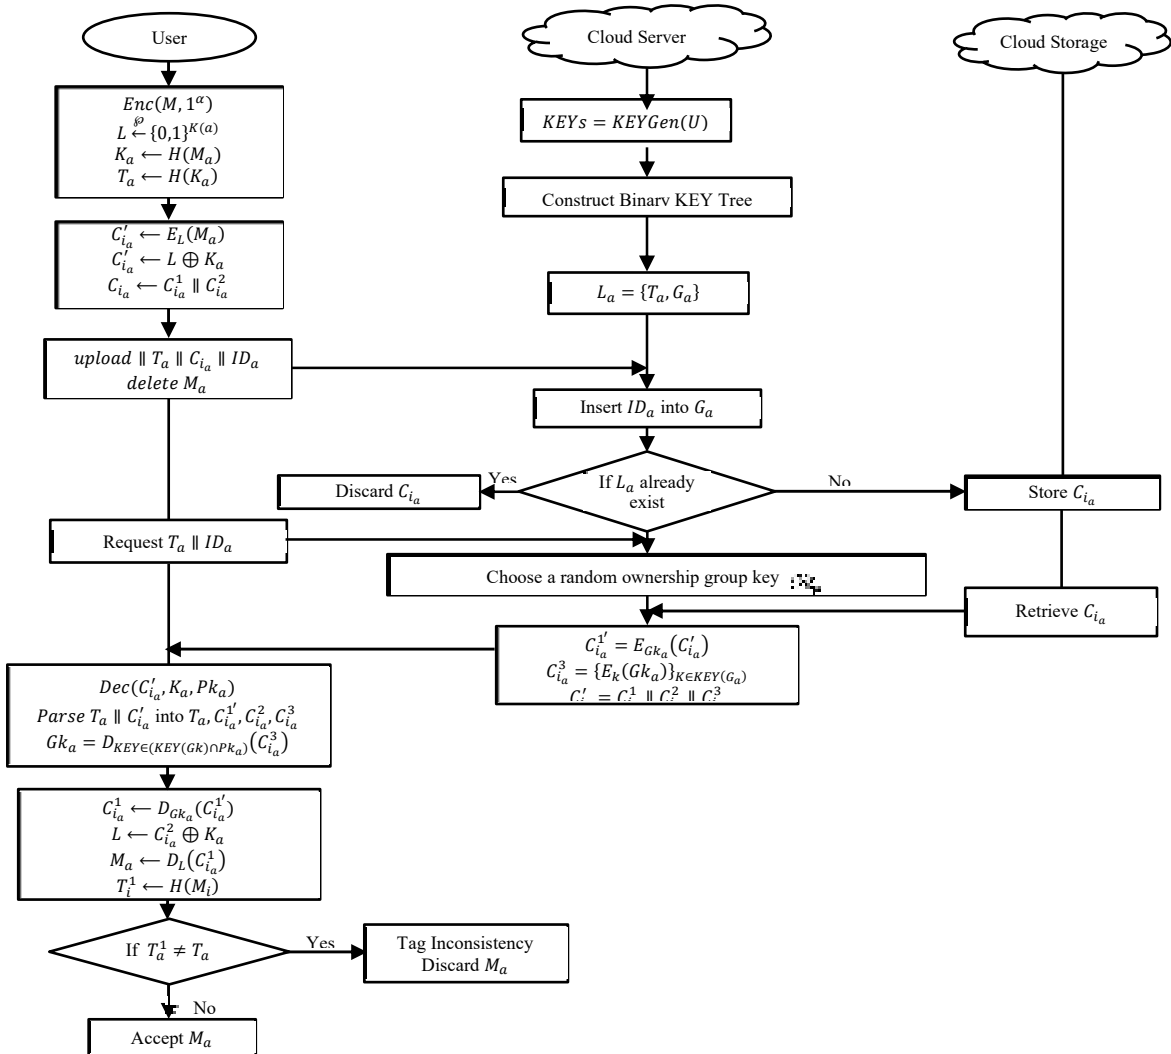 User
Enc(M, 1^α)
L ←^℘ {0,1}^{K(a)}
K_a ← H(M_a)
T_a ← H(K_a)
C′_{i_a} ← E_L(M_a)
C′_{i_a} ← L ⊕ K_a
C_{i_a} ← C^1_{i_a} ∥ C^2_{i_a}
upload ∥ T_a ∥ C_{i_a} ∥ ID_a
delete M_a
Cloud Server
KEYs = KEYGen(U)
Construct Binary KEY Tree
L_a = {T_a, G_a}
Insert ID_a into G_a
If L_a already
exist
Yes
No
Discard C_{i_a}
Cloud Storage
Store C_{i_a}
Request T_a ∥ ID_a
Choose a random ownership group key
Retrieve C_{i_a}
C^{1′}_{i_a} = E_{Gk_a}(C′_{i_a})
C^3_{i_a} = {E_k(Gk_a)}_{K∈KEY(G_a)}
C′ = C^1 ∥ C^2 ∥ C^3
Dec(C′_{i_a}, K_a, Pk_a)
Parse T_a ∥ C′_{i_a} into T_a, C^{1′}_{i_a}, C^2_{i_a}, C^3_{i_a}
Gk_a = D_{KEY∈(KEY(Gk)∩Pk_a)}(C^3_{i_a})
C^1_{i_a} ← D_{Gk_a}(C^{1′}_{i_a})
L ← C^2_{i_a} ⊕ K_a
M_a ← D_L(C^1_{i_a})
T^1_i ← H(M_i)
If T^1_a ≠ T_a
Yes
Tag Inconsistency
Discard M_a
No
Accept M_a